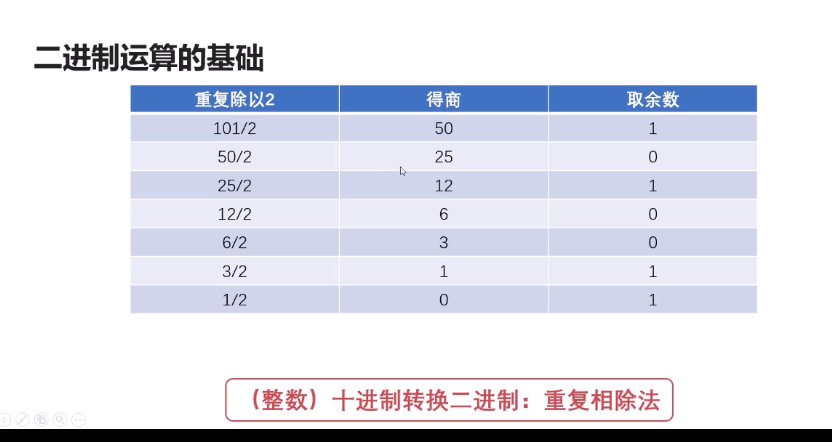 二进制运算的基础
重复除以2 得商 取余数
101/2 50 1
50/2 25 0
25/2 12 1
12/2 6 0
6/2 3 0
3/2 1 1
1/2 0 1
（整数）十进制转换二进制：重复相除法